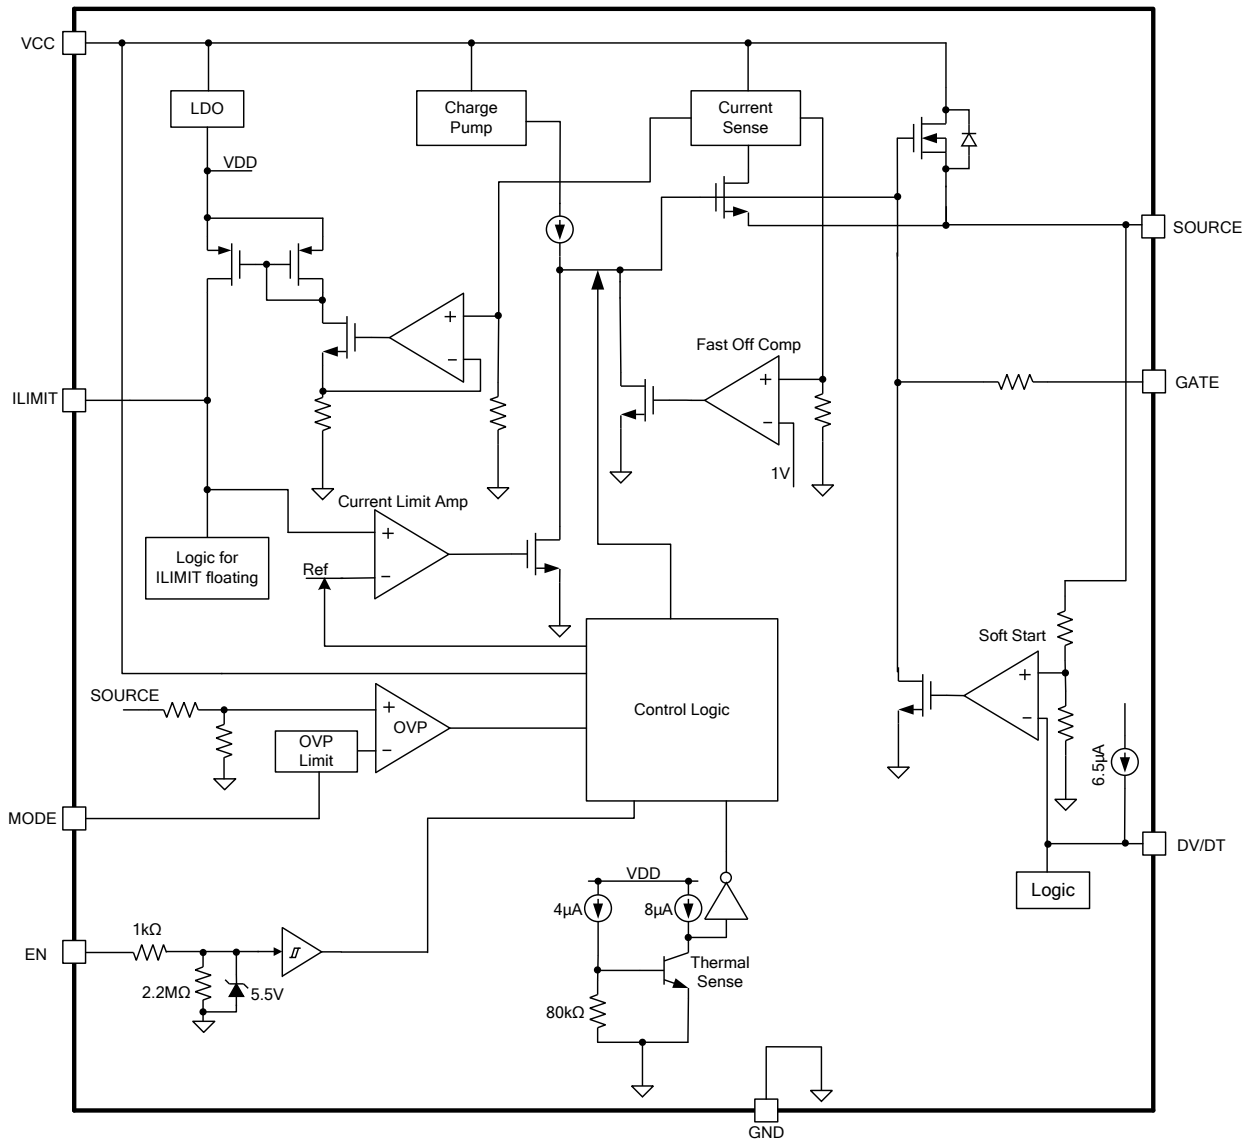 VCC
LDO
Charge
Pump
Current
Sense
VDD
SOURCE
Fast Off Comp
+
−
+
−
GATE
ILIMIT
1V
Current Limit Amp
+
−
Logic for
ILIMIT floating
Ref
Soft Start
+
−
SOURCE
+
OVP
−
OVP
Limit
Control Logic
6.5µA
MODE
DV/DT
Logic
VDD
4µA
8µA
1kΩ
EN
2.2MΩ
5.5V
Thermal
Sense
80kΩ
GND